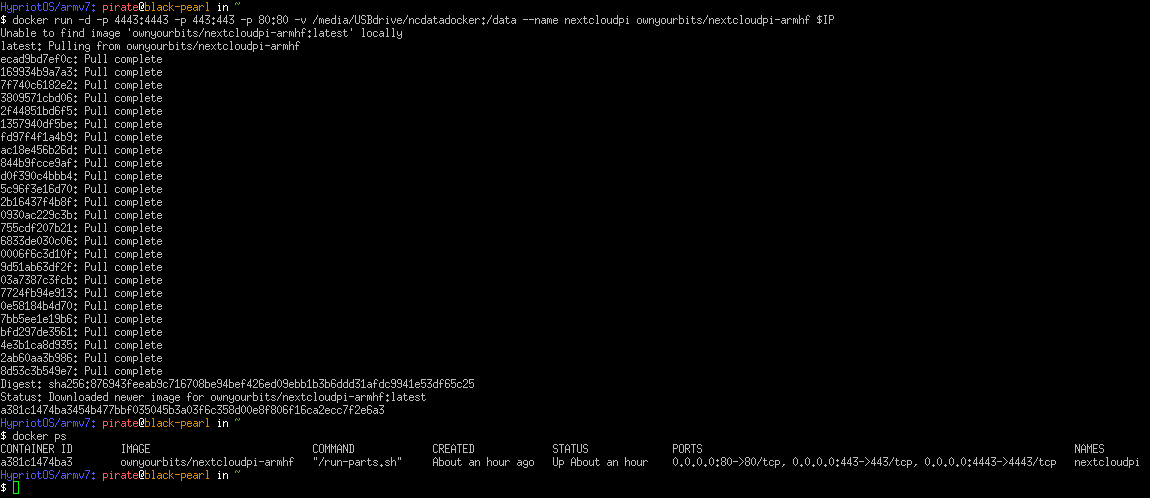 HypriotOS/armv7: pirate@black-pearl in ~
$ docker run -d -p 4443:4443 -p 443:443 -p 80:80 -v /media/USBdrive/ncdatadocker:/data --name nextcloudpi ownyourbits/nextcloudpi-armhf $IP
Unable to find image 'ownyourbits/nextcloudpi-armhf:latest' locally
latest: Pulling from ownyourbits/nextcloudpi-armhf
ecad9bd7ef0c: Pull complete
169934b9a7a3: Pull complete
7f740c6182e2: Pull complete
3809571cbd06: Pull complete
2f44851bd6f5: Pull complete
1357940df5be: Pull complete
fd97f4f1a4b9: Pull complete
ac18e456b26d: Pull complete
844b9fcce9af: Pull complete
d0f390c4bbb4: Pull complete
5c96f3e16d70: Pull complete
2b16437f4b8f: Pull complete
0930ac229c3b: Pull complete
755cdf207b21: Pull complete
6833de030c06: Pull complete
0006f6c3d10f: Pull complete
9d51ab63df2f: Pull complete
03a7387c3fcb: Pull complete
7724fb94e913: Pull complete
0e58184b4d70: Pull complete
7bb5ee1e19b6: Pull complete
bfd297de3561: Pull complete
4e3b1ca8d935: Pull complete
2ab60aa3b986: Pull complete
8d53c3b549e7: Pull complete
Digest: sha256:876943feeab9c716708be94bef426ed09ebb1b3b6ddd31afdc9941e53df65c25
Status: Downloaded newer image for ownyourbits/nextcloudpi-armhf:latest
a381c1474ba3454b477bbf035045b3a03f6c358d00e8f806f16ca2ecc7f2e6a3
HypriotOS/armv7: pirate@black-pearl in ~
$ docker ps
CONTAINER ID IMAGE COMMAND CREATED STATUS PORTS NAMES
a381c1474ba3 ownyourbits/nextcloudpi-armhf "/run-parts.sh" About an hour ago Up About an hour 0.0.0.0:80->80/tcp, 0.0.0.0:443->443/tcp, 0.0.0.0:4443->4443/tcp nextcloudpi
HypriotOS/armv7: pirate@black-pearl in ~
$